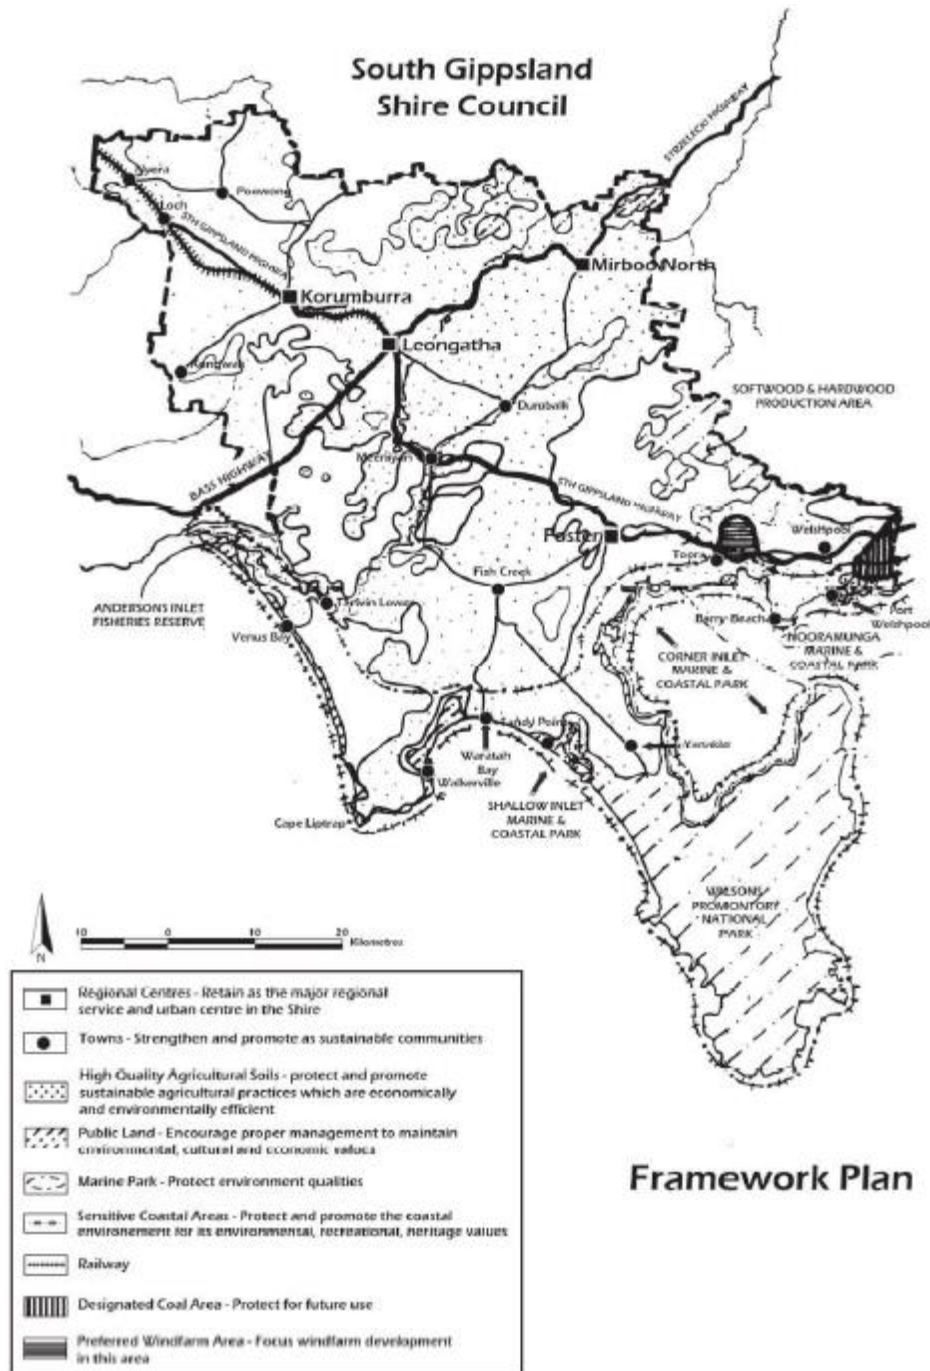 South Gippsland
Shire Council
STRZELECKI HIGHWAY
Nyera
Poowong
Loch
STH GIPPSLAND HIGHWAY
Mirboo North
Korumburra
Leongatha
Kongwak
SOFTWOOD & HARDWOOD
PRODUCTION AREA
Dumbalk
Meeniyan
BASS HIGHWAY
STH GIPPSLAND HIGHWAY
Foster
Welshpool
Toora
Fish Creek
ANDERSONS INLET
FISHERIES RESERVE
Tarwin Lower
Venus Bay
Barry Beach
Port
Welshpool
NOORAMUNGA
MARINE &
COASTAL PARK
CORNER INLET
MARINE &
COASTAL PARK
Sandy Point
Yanakie
Waratah
Bay
Walkerville
SHALLOW INLET
MARINE &
COASTAL PARK
Cape Liptrap
WILSONS
PROMONTORY
NATIONAL
PARK
N
10 0 10 20
Kilometres
Regional Centres - Retain as the major regional
service and urban centre in the Shire
Towns - Strengthen and promote as sustainable communities
High Quality Agricultural Soils - protect and promote
sustainable agricultural practices which are economically
and environmentally efficient
Public Land - Encourage proper management to maintain
environmental, cultural and economic values
Marine Park - Protect environment qualities
Sensitive Coastal Areas - Protect and promote the coastal
environement for its environmental, recreational, heritage values
Railway
Designated Coal Area - Protect for future use
Preferred Windfarm Area - Focus windfarm development
in this area
Framework Plan